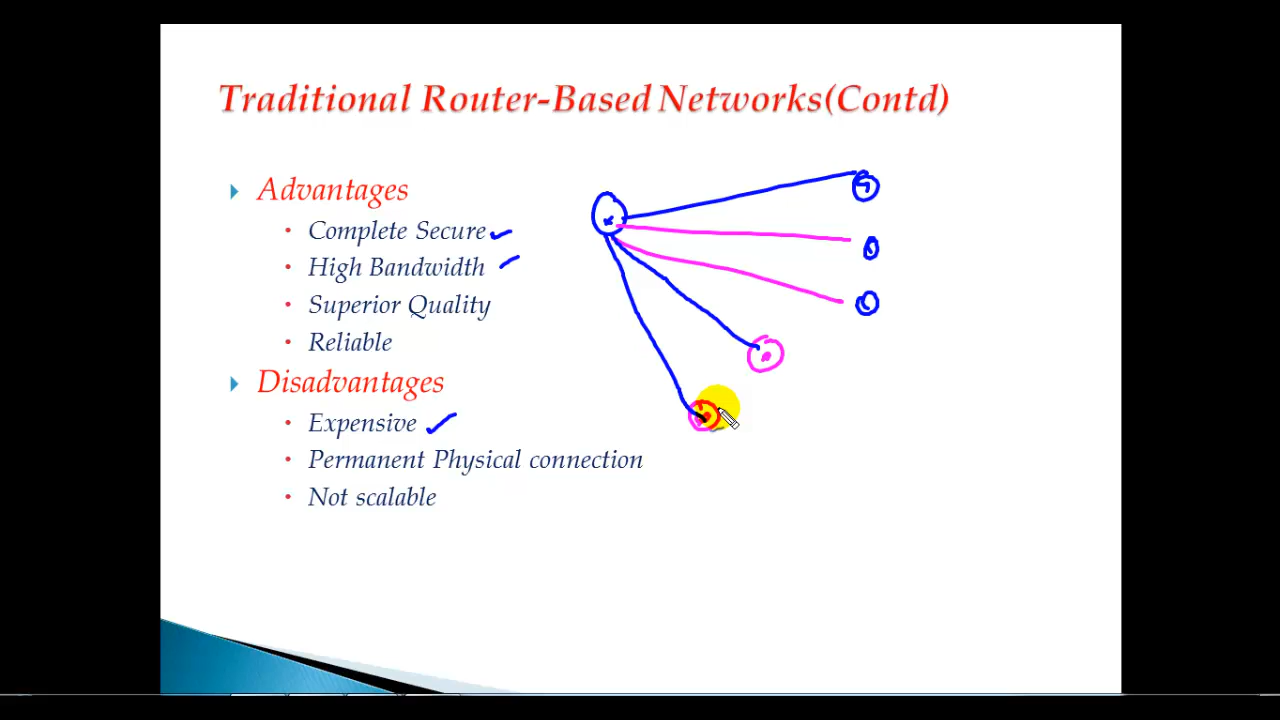 Traditional Router-Based Networks(Contd)
Advantages
Complete Secure
High Bandwidth
Superior Quality
Reliable
Disadvantages
Expensive
Permanent Physical connection
Not scalable